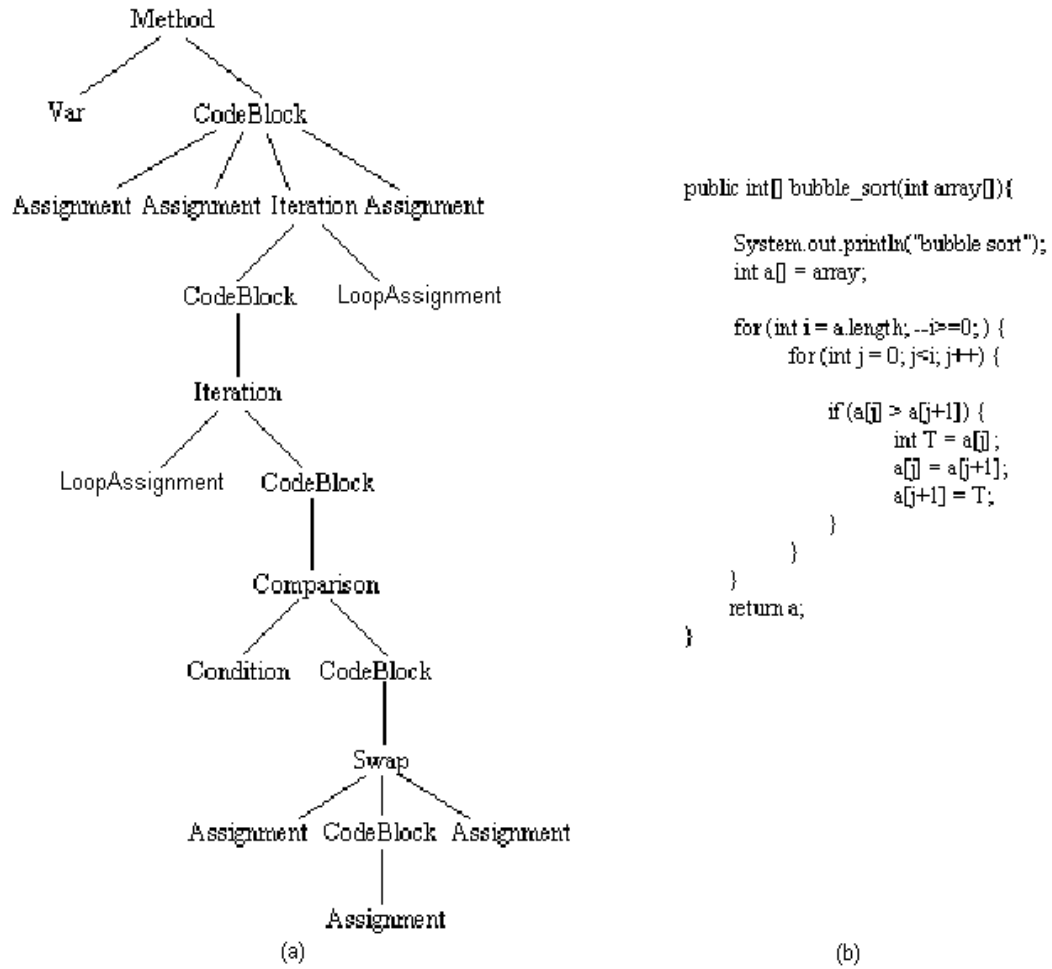 Method
Var CodeBlock
Assignment Assignment Iteration Assignment
CodeBlock LoopAssignment
Iteration
LoopAssignment CodeBlock
Comparison
Condition CodeBlock
Swap
Assignment CodeBlock Assignment
Assignment
(a)
public int[] bubble_sort(int array[]){
System.out.println("bubble sort");
int a[] = array;
for (int i = a.length; --i>=0; ) {
for (int j = 0; j<i; j++) {
if (a[j] > a[j+1]) {
int T = a[j];
a[j] = a[j+1];
a[j+1] = T;
}
}
}
return a;
}
(b)